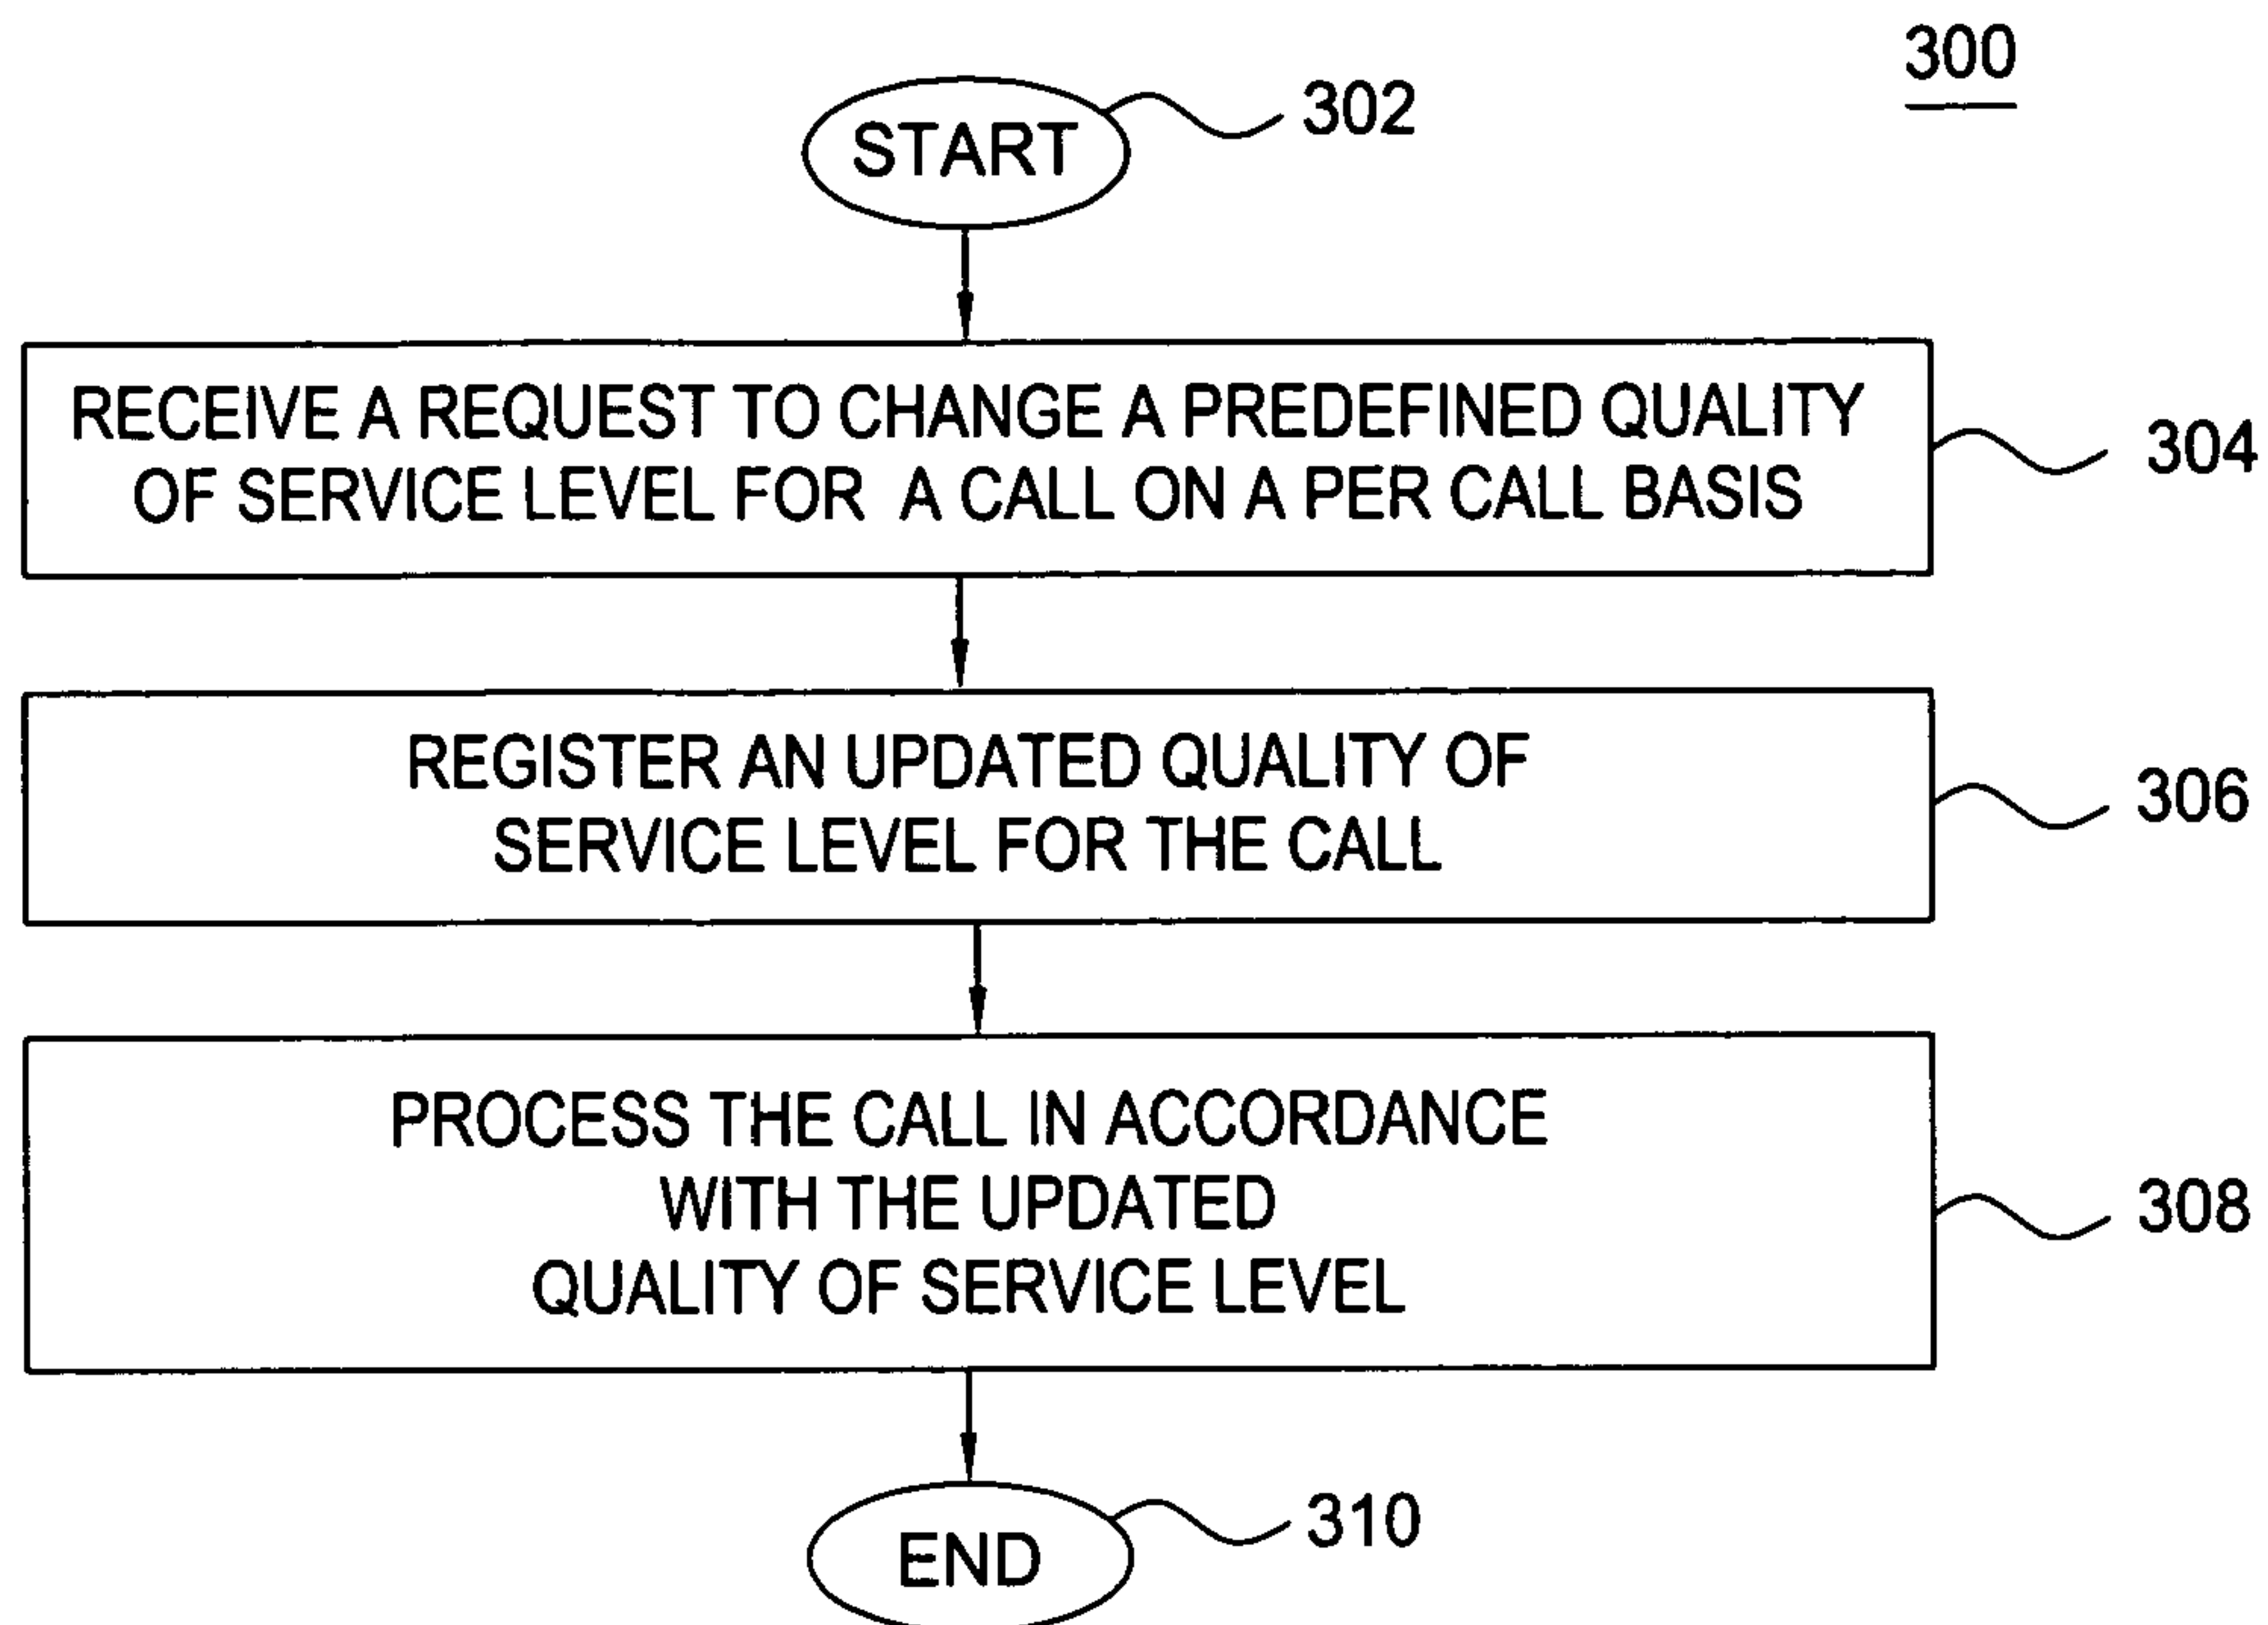 300
START
302
RECEIVE A REQUEST TO CHANGE A PREDEFINED QUALITY
OF SERVICE LEVEL FOR A CALL ON A PER CALL BASIS
304
REGISTER AN UPDATED QUALITY OF
SERVICE LEVEL FOR THE CALL
306
PROCESS THE CALL IN ACCORDANCE
WITH THE UPDATED
QUALITY OF SERVICE LEVEL
308
END
310